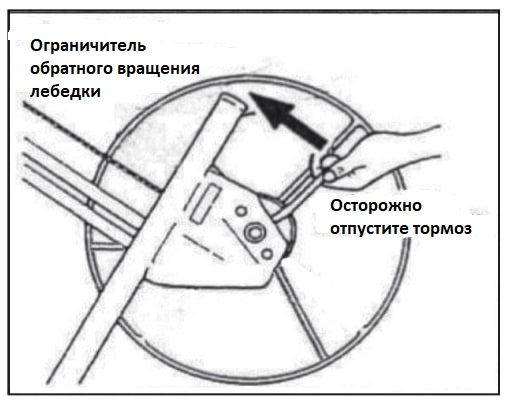 Ограничитель
обратного вращения
лебедки
Осторожно
отпустите тормоз